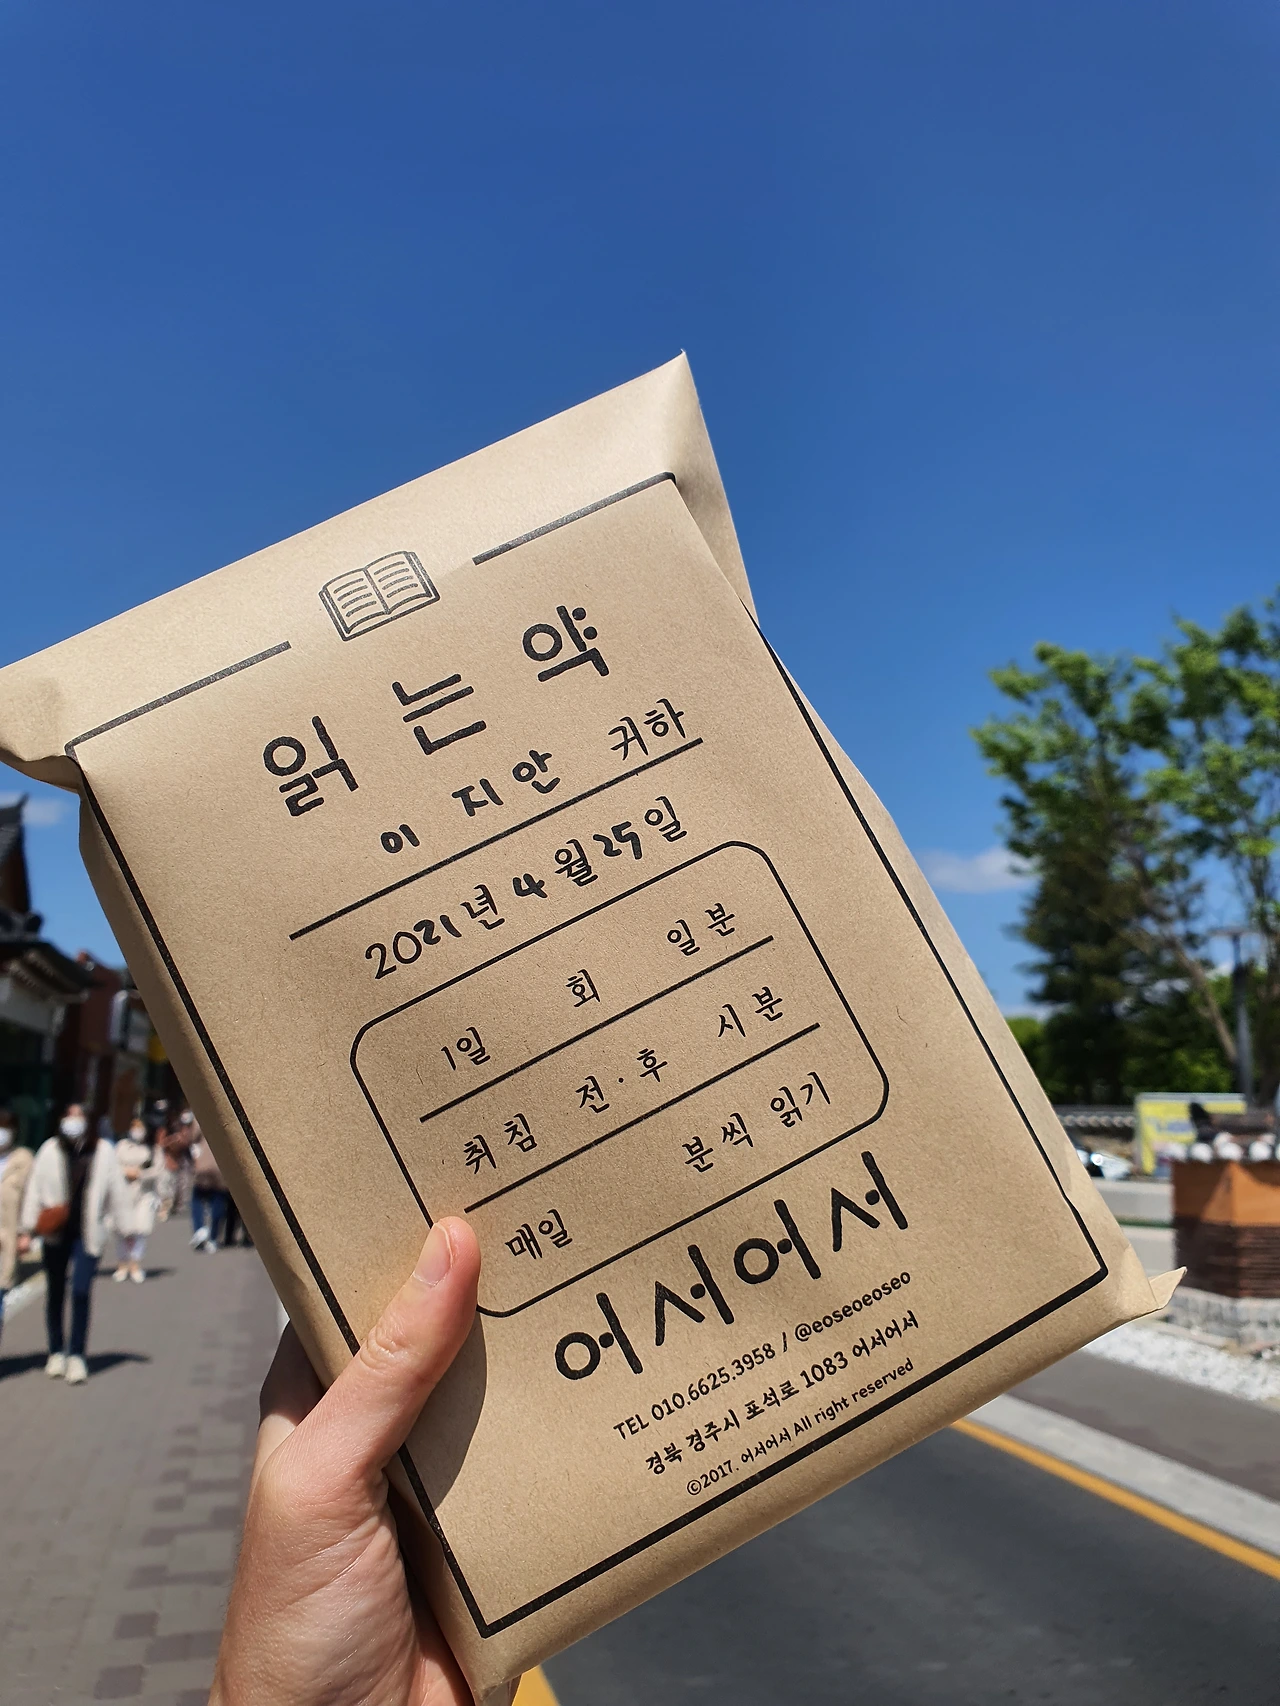 읽는약
이지안 귀하
2021년 4월 25일
1일 회 일분
취침 전·후 시분
매일 분씩 읽기
어서어서
TEL 010.6625.3958 / @eoseoeoseo
경북 경주시 포석로 1083 어서어서
©2017. 어서어서 All right reserved